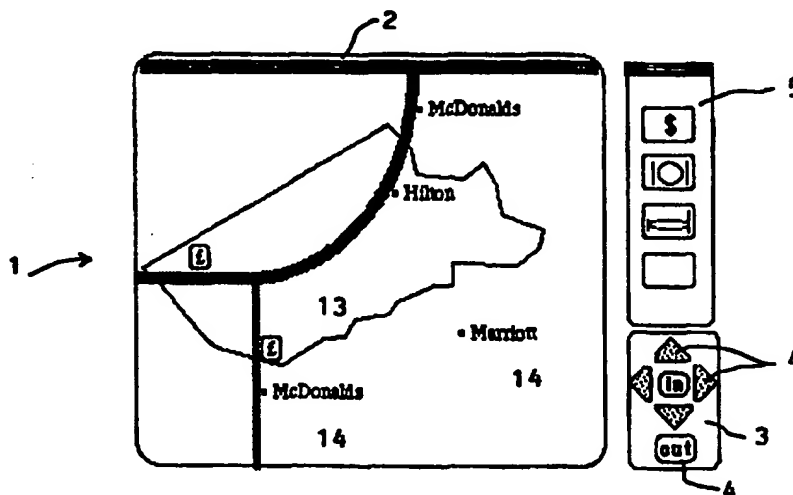 2
5
McDonalds
$
Hilton
£
1
13
£
Marriott
4
in
14
McDonalds
3
14
out
4